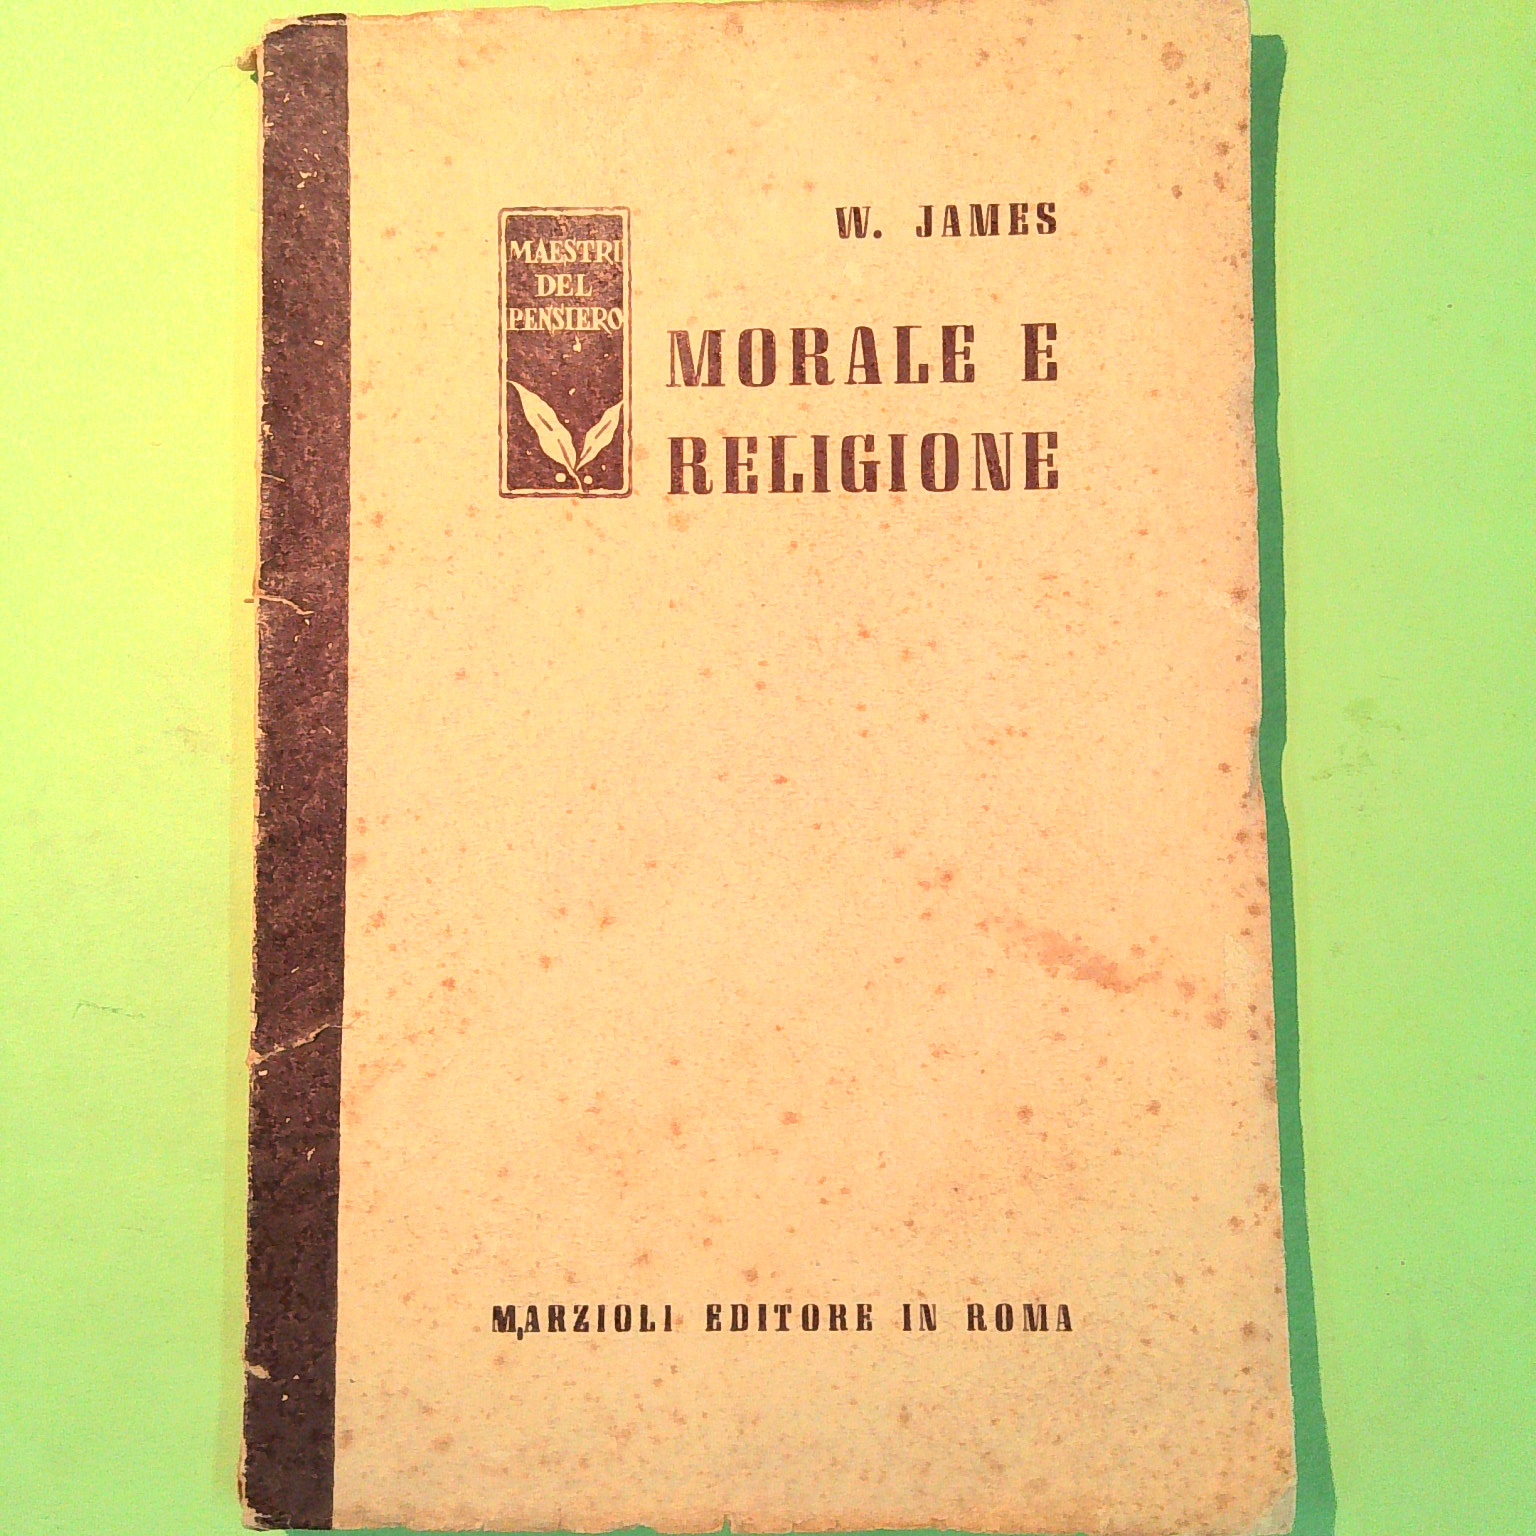 W. JAMES
MAESTRI
DEL
PENSIERO
MORALE E
RELIGIONE
MARZIOLI EDITORE IN ROMA